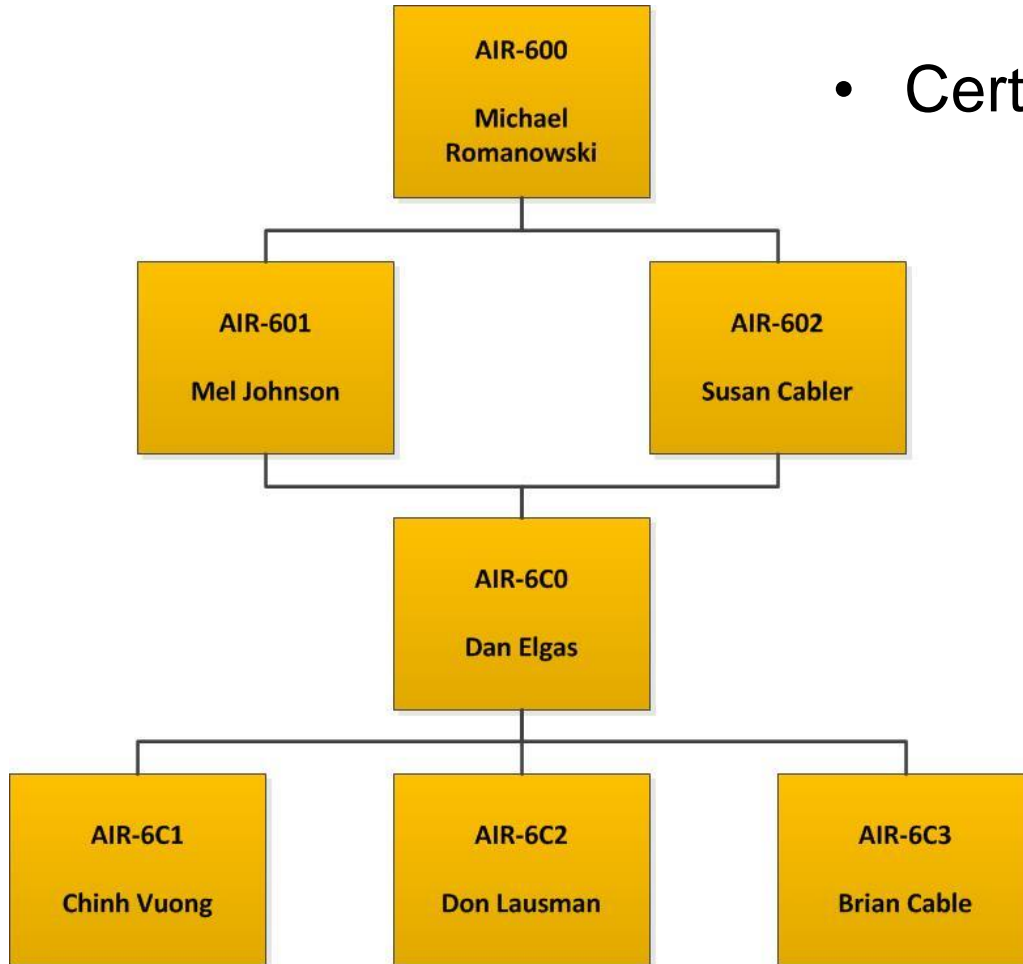 AIR-600
Michael
Romanowski
• Cert
AIR-601
Mel Johnson
AIR-602
Susan Cabler
AIR-6C0
Dan Elgas
AIR-6C1
Chinh Vuong
AIR-6C2
Don Lausman
AIR-6C3
Brian Cable